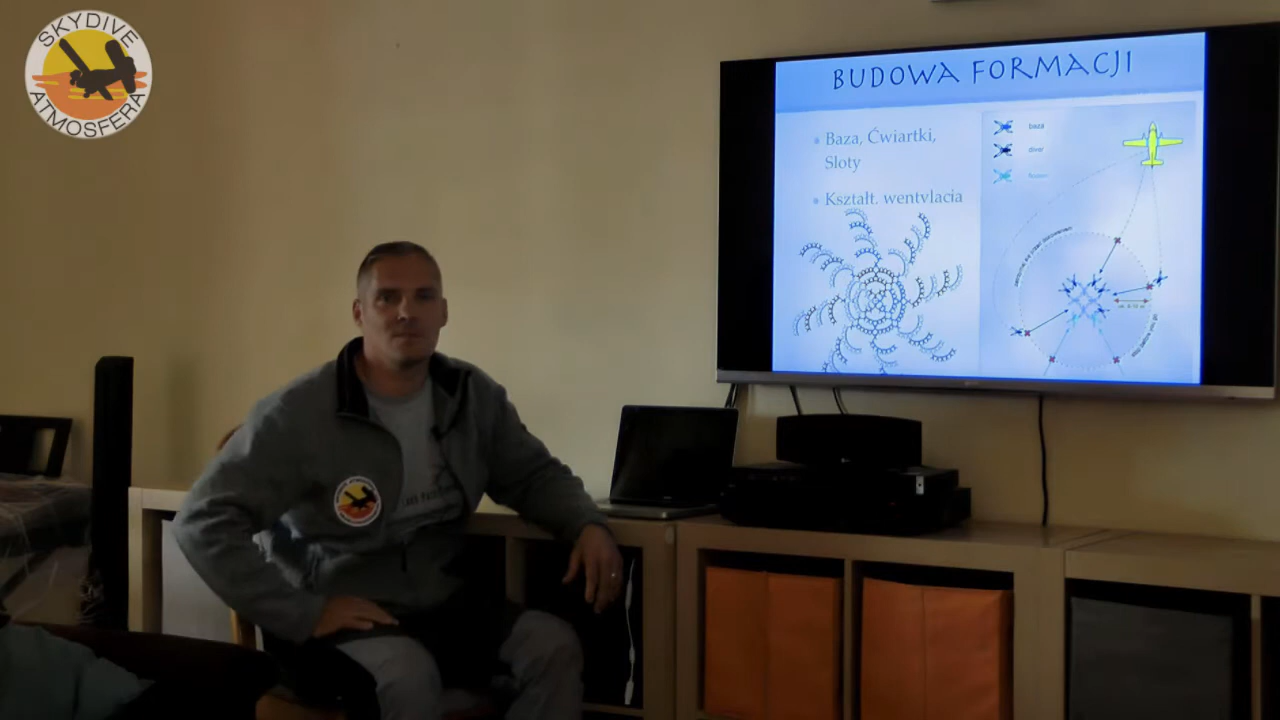 SKYDIVE
ATMOSFERA
BUDOWA FORMACJI
Baza, Ćwiartki,
Sloty
Kształt. wentylacja
baza
diver